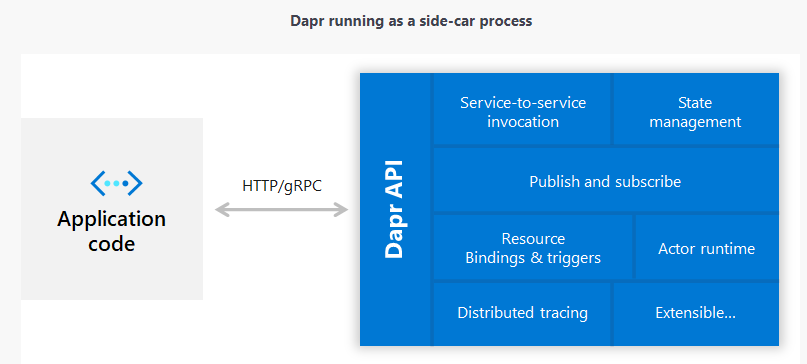 Dapr running as a side-car process
Application
code
HTTP/gRPC
Dapr API
Service-to-service
invocation
State
management
Publish and subscribe
Resource
Bindings & triggers
Actor runtime
Distributed tracing
Extensible...